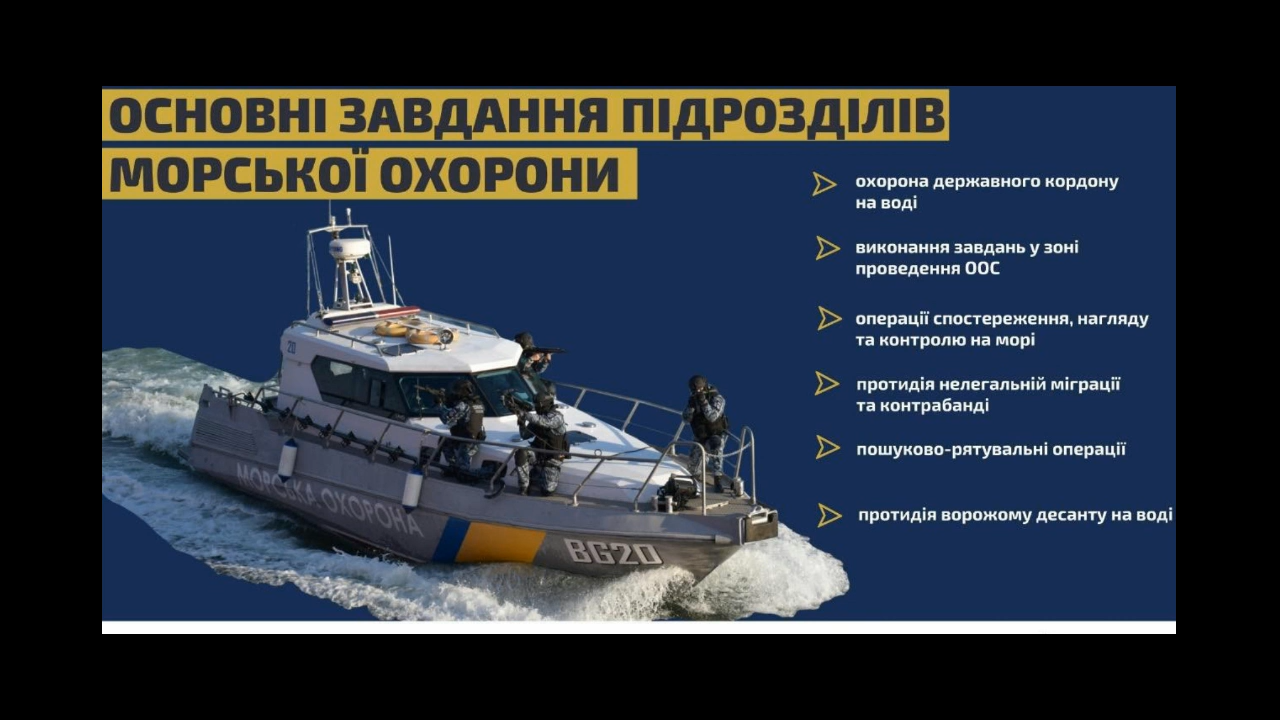 ОСНОВНІ ЗАВДАННЯ ПІДРОЗДІЛІВ
МОРСЬКОЇ ОХОРОНИ
охорона державного кордону
на воді
виконання завдань у зоні
проведення ООС
операції спостереження, нагляду
та контролю на морі
протидія нелегальній міграції
та контрабанді
пошуково-рятувальні операції
протидія ворожому десанту на воді
20
МОРСЬКА ОХОРОНА
BG20